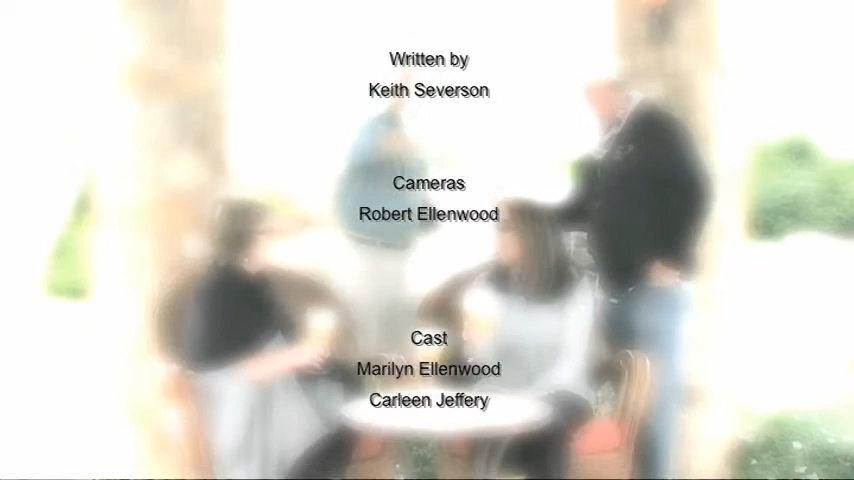 Written by
Keith Severson
Cameras
Robert Ellenwood
Cast
Marilyn Ellenwood
Carleen Jeffery